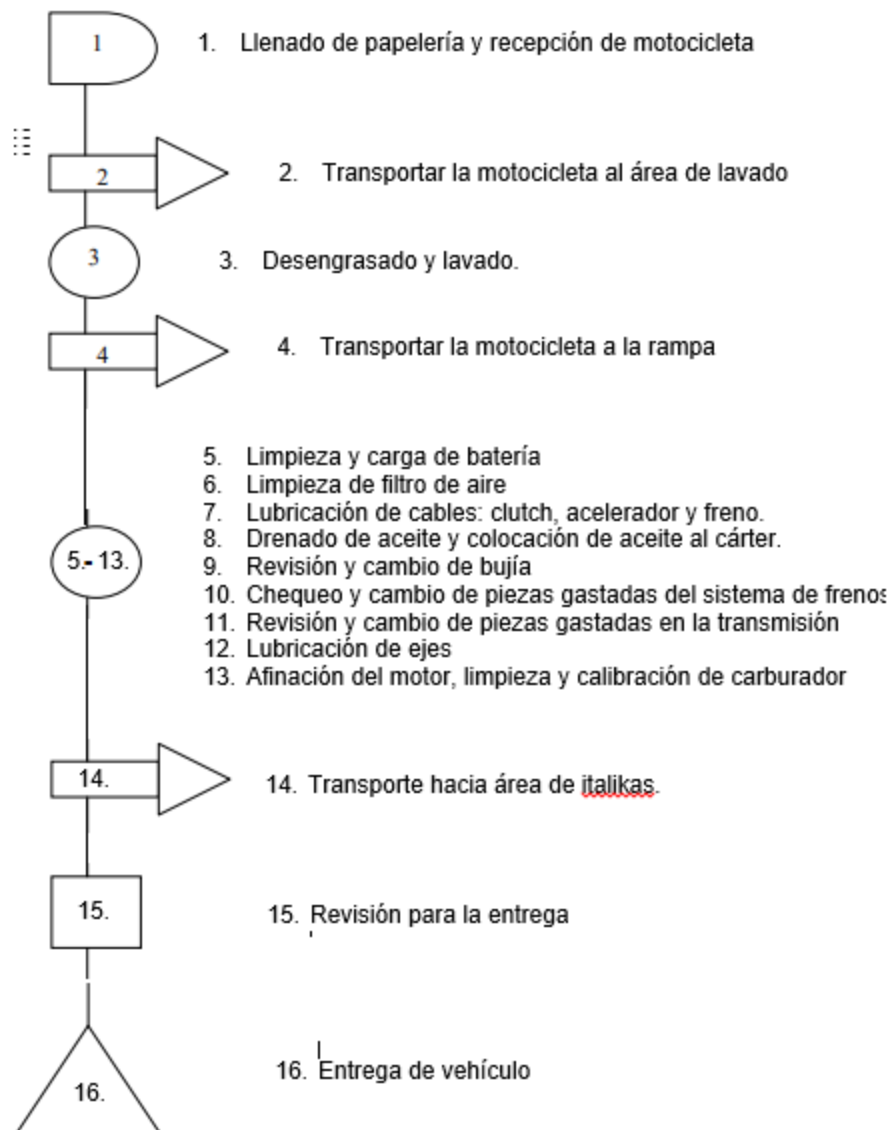 1
1. Llenado de papelería y recepción de motocicleta
2
2. Transportar la motocicleta al área de lavado
3
3. Desengrasado y lavado.
4
4. Transportar la motocicleta a la rampa
5. Limpieza y carga de batería
6. Limpieza de filtro de aire
7. Lubricación de cables: clutch, acelerador y freno.
8. Drenado de aceite y colocación de aceite al cárter.
5.- 13.
9. Revisión y cambio de bujía
10. Chequeo y cambio de piezas gastadas del sistema de frenos
11. Revisión y cambio de piezas gastadas en la transmisión
12. Lubricación de ejes
13. Afinación del motor, limpieza y calibración de carburador
14.
14. Transporte hacia área de italikas.
15.
15. Revisión para la entrega
16.
16. Entrega de vehículo